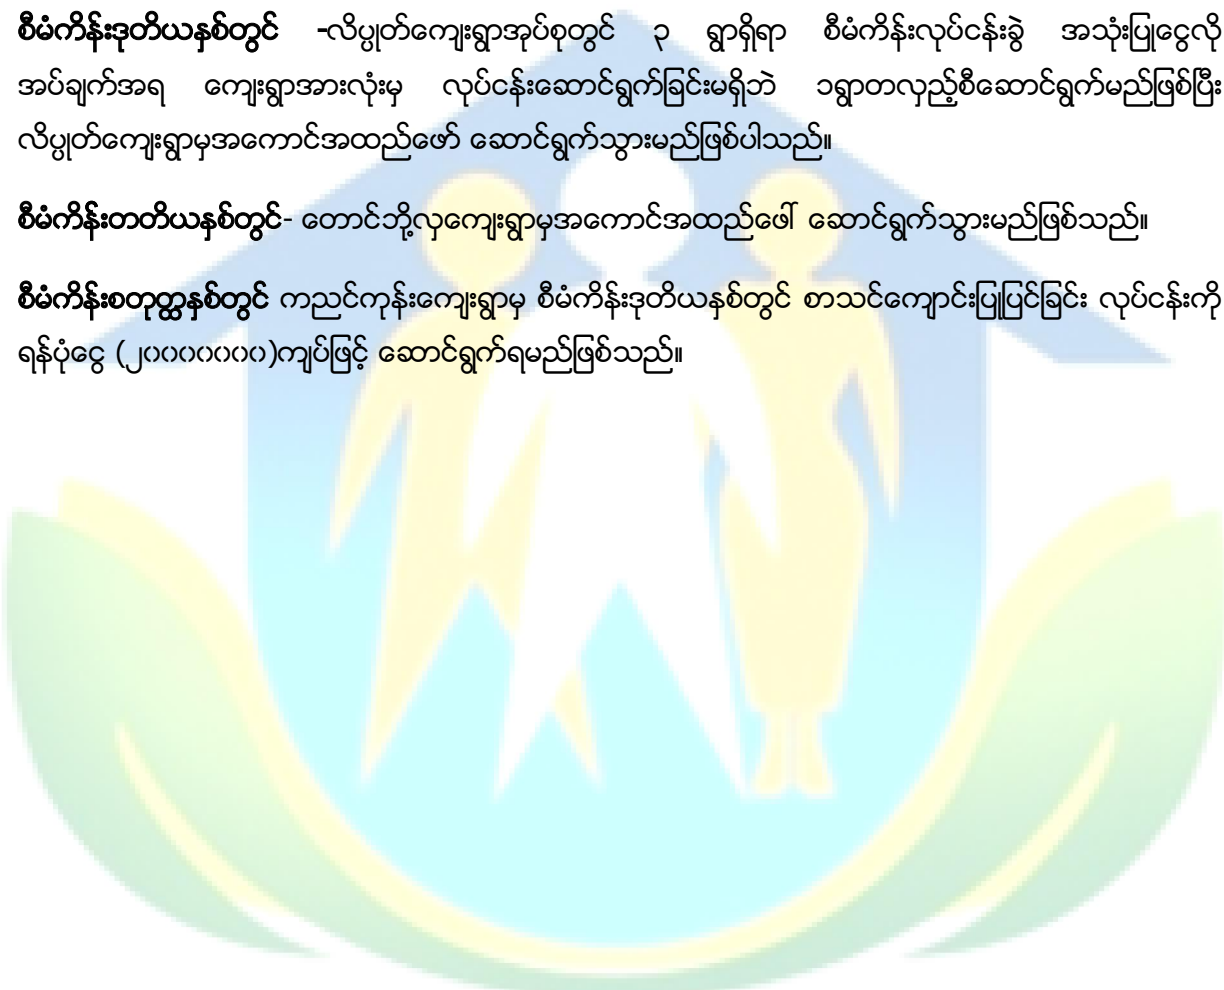 စီမံကိန်းဒုတိယနှစ်တွင် -လိပ္ပုတ်ကျေးရွာအုပ်စုတွင် ၃ ရွာရှိရာ စီမံကိန်းလုပ်ငန်းခွဲ အသုံးပြုငွေလို
အပ်ချက်အရ ကျေးရွာအားလုံးမှ လုပ်ငန်းဆောင်ရွက်ခြင်းမရှိဘဲ ၁ရွာတလှည့်စီဆောင်ရွက်မည်ဖြစ်ပြီး
လိပ္ပုတ်ကျေးရွာမှအကောင်အထည်ဖော် ဆောင်ရွက်သွားမည်ဖြစ်ပါသည်။
စီမံကိန်းတတိယနှစ်တွင်- တောင်ဘို့လှကျေးရွာမှအကောင်အထည်ဖေါ် ဆောင်ရွက်သွားမည်ဖြစ်သည်။
စီမံကိန်းစတုတ္ထနှစ်တွင် ကညင်ကုန်းကျေးရွာမှ စီမံကိန်းဒုတိယနှစ်တွင် စာသင်ကျောင်းပြုပြင်ခြင်း လုပ်ငန်းကို
ရန်ပုံငွေ (၂၀၀၀၀၀၀၀)ကျပ်ဖြင့် ဆောင်ရွက်ရမည်ဖြစ်သည်။